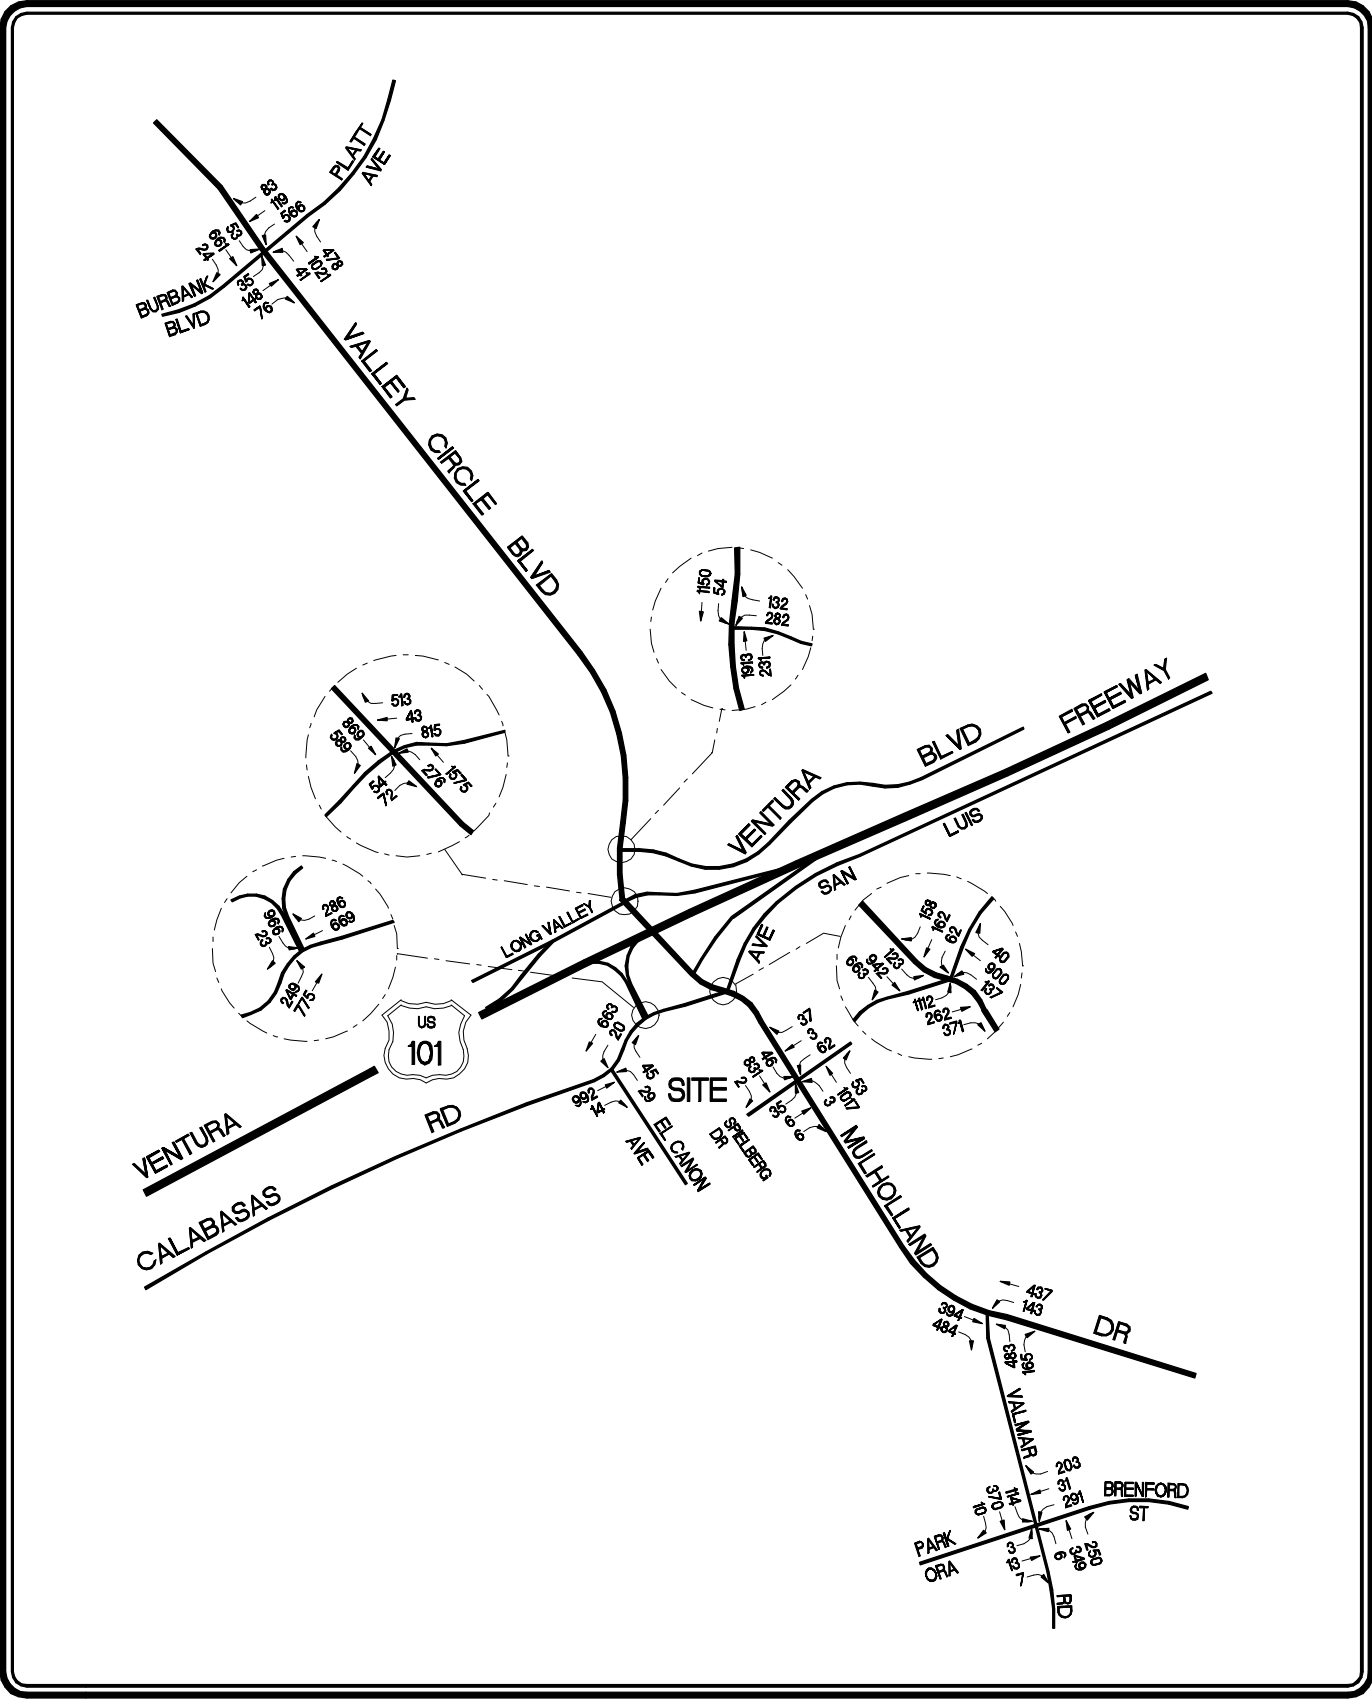 PLATT
AVE
83
119
566
53
661
24
478
1021
41
35
148
76
BURBANK
BLVD
VALLEY CIRCLE BLVD
1150
54
132
282
1913
231
513
43
815
869
589
1575
276
54
72
FREEWAY
BLVD
VENTURA
LUIS
SAN
AVE
LONG VALLEY
286
669
966
23
249
775
158
162
62
123
942
663
40
900
137
1112
262
371
US
101
663
20
45
29
992
14
SITE
37
3
62
46
831
2
53
1017
3
35
6
6
SPIELBERG
DR
EL CANON
AVE
VENTURA
RD
CALABASAS
MULHOLLAND
DR
437
143
394
484
483
165
VALMAR
203
31
291
114
370
10
BRENFORD
ST
PARK
ORA
3
13
7
6
349
250
RD